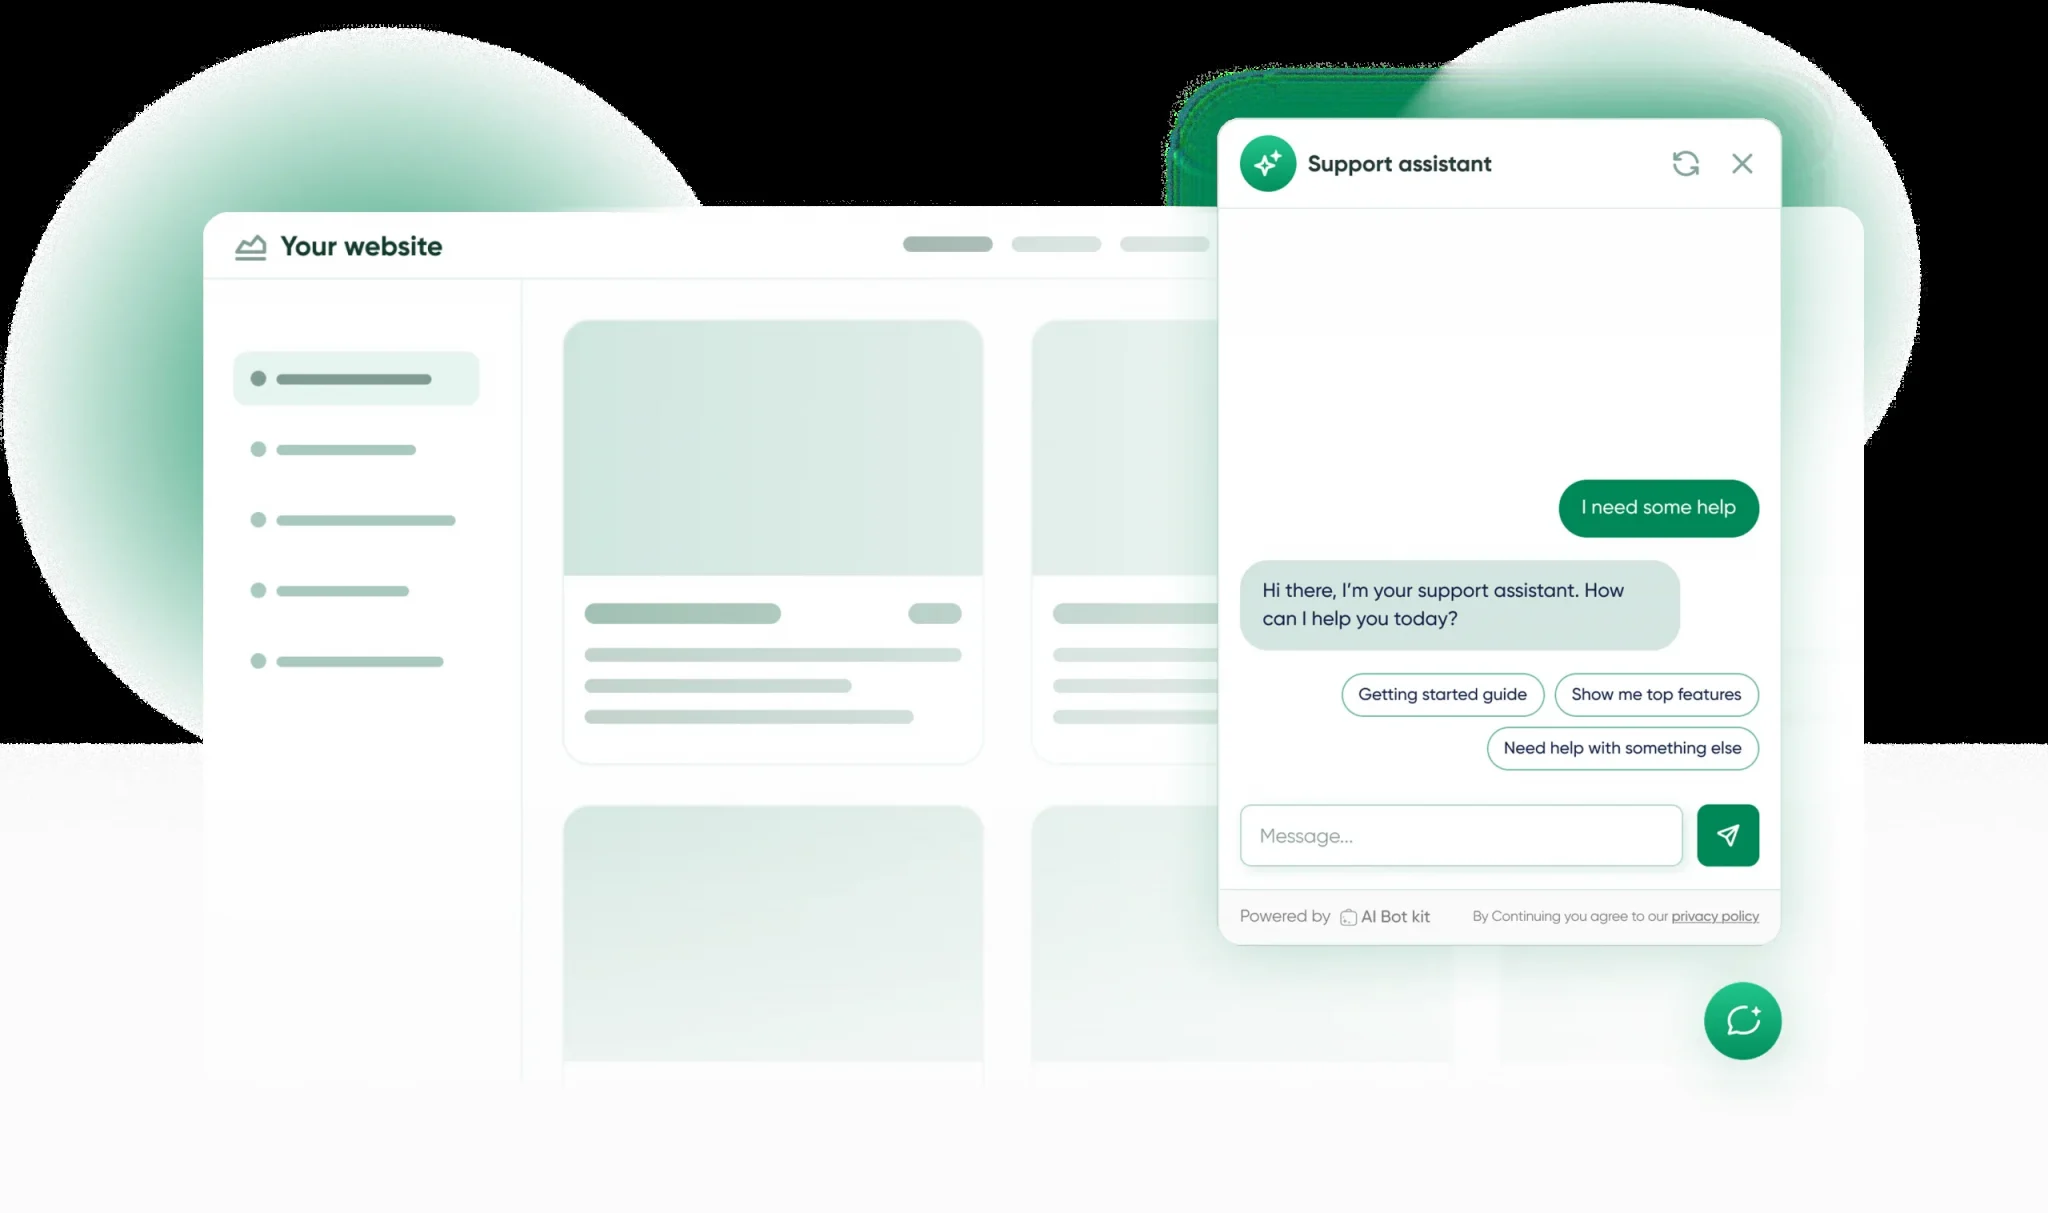 Your website
Support assistant
I need some help
Hi there, I’m your support assistant. How
can I help you today?
Getting started guide
Show me top features
Need help with something else
Message...
Powered by AI Bot kit
By Continuing you agree to our privacy policy